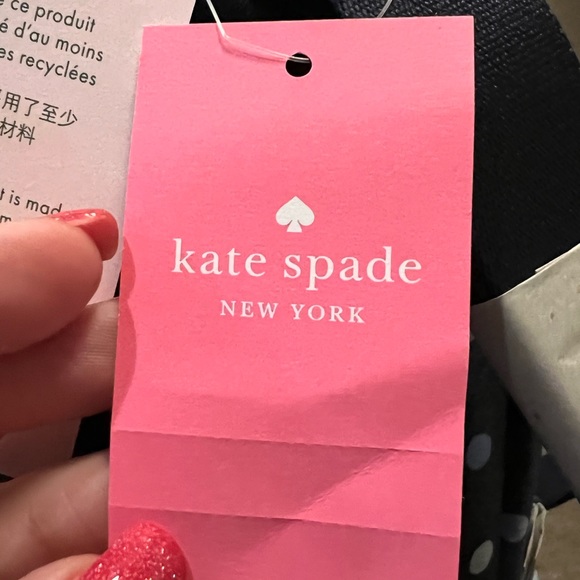 ce produit
é d'au moins
es recyclées
用了至少
材料
t is mad
kate spade
NEW YORK